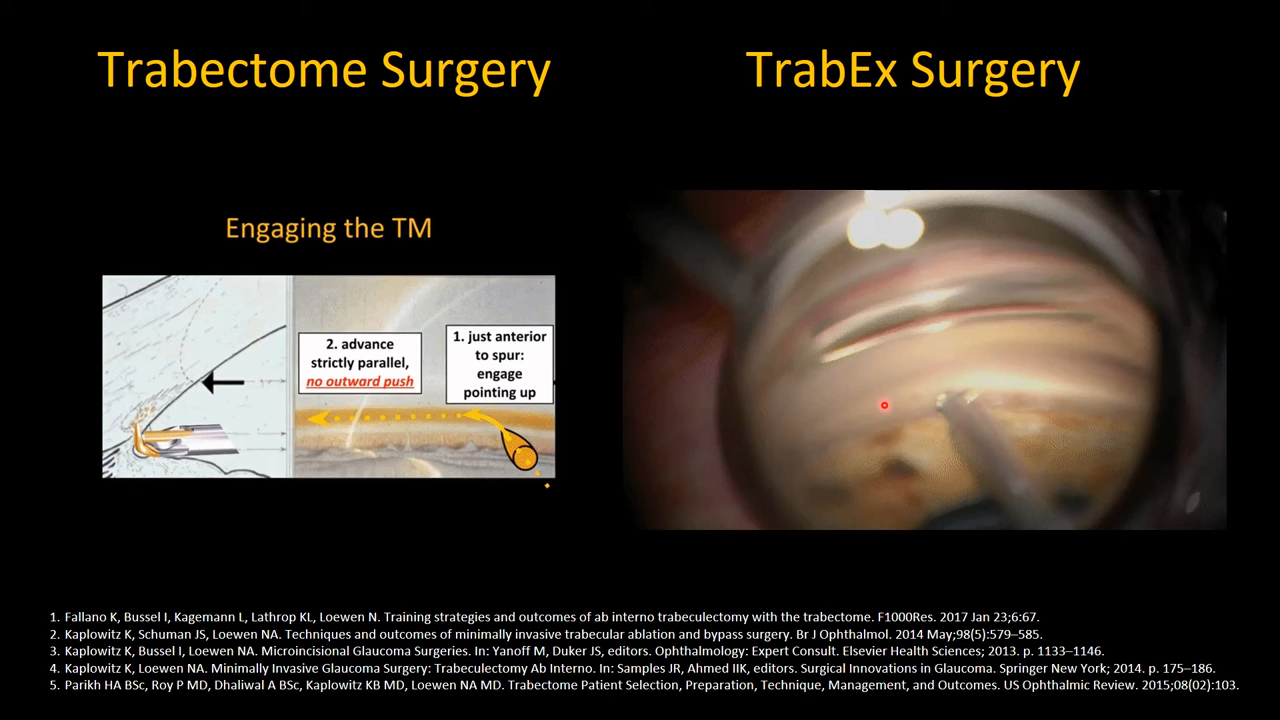 Trabectome Surgery
TrabEx Surgery
Engaging the TM
2. advance
strictly parallel,
no outward push
1. just anterior
to spur:
engage
pointing up
1. Fallano K, Bussel I, Kagemann L, Lathrop KL, Loewen N. Training strategies and outcomes of ab interno trabeculectomy with the trabectome. F1000Res. 2017 Jan 23;6:67.
2. Kaplowitz K, Schuman JS, Loewen NA. Techniques and outcomes of minimally invasive trabecular ablation and bypass surgery. Br J Ophthalmol. 2014 May;98(5):579–585.
3. Kaplowitz K, Bussel I, Loewen NA. Microincisional Glaucoma Surgeries. In: Yanoff M, Duker JS, editors. Ophthalmology: Expert Consult. Elsevier Health Sciences; 2013. p. 1133–1146.
4. Kaplowitz K, Loewen NA. Minimally Invasive Glaucoma Surgery: Trabeculectomy Ab Interno. In: Samples JR, Ahmed IIK, editors. Surgical Innovations in Glaucoma. Springer New York; 2014. p. 175–186.
5. Parikh HA BSc, Roy P MD, Dhaliwal A BSc, Kaplowitz KB MD, Loewen NA MD. Trabectome Patient Selection, Preparation, Technique, Management, and Outcomes. US Ophthalmic Review. 2015;08(02):103.